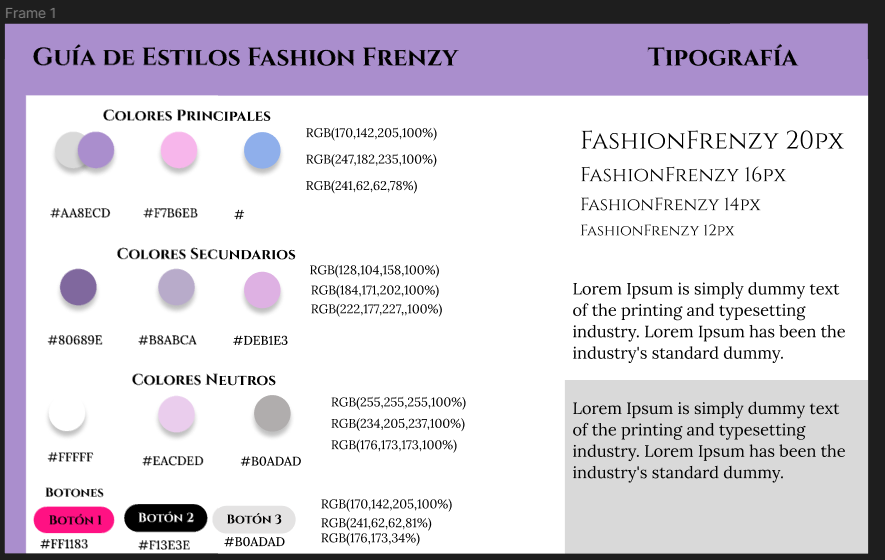 Frame 1
Guía de Estilos Fashion Frenzy
Tipografía
Colores Principales
RGB(170,142,205,100%)
RGB(247,182,235,100%)
RGB(241,62,62,78%)
#AA8ECD #F7B6EB #
Colores Secundarios
RGB(128,104,158,100%)
RGB(184,171,202,100%)
RGB(222,177,227,,100%)
#80689E #B8ABCA #DEB1E3
Colores Neutros
RGB(255,255,255,100%)
RGB(234,205,237,100%)
RGB(176,173,173,100%)
#FFFFF #EACDED #B0ADAD
Botones
Botón 1 Botón 2 Botón 3
RGB(170,142,205,100%)
RGB(241,62,62,81%)
RGB(176,173,34%)
#FF1183 #F13E3E #B0ADAD
FashionFrenzy 20px
FashionFrenzy 16px
FashionFrenzy 14px
FashionFrenzy 12px
Lorem Ipsum is simply dummy text
of the printing and typesetting
industry. Lorem Ipsum has been the
industry's standard dummy.
Lorem Ipsum is simply dummy text
of the printing and typesetting
industry. Lorem Ipsum has been the
industry's standard dummy.